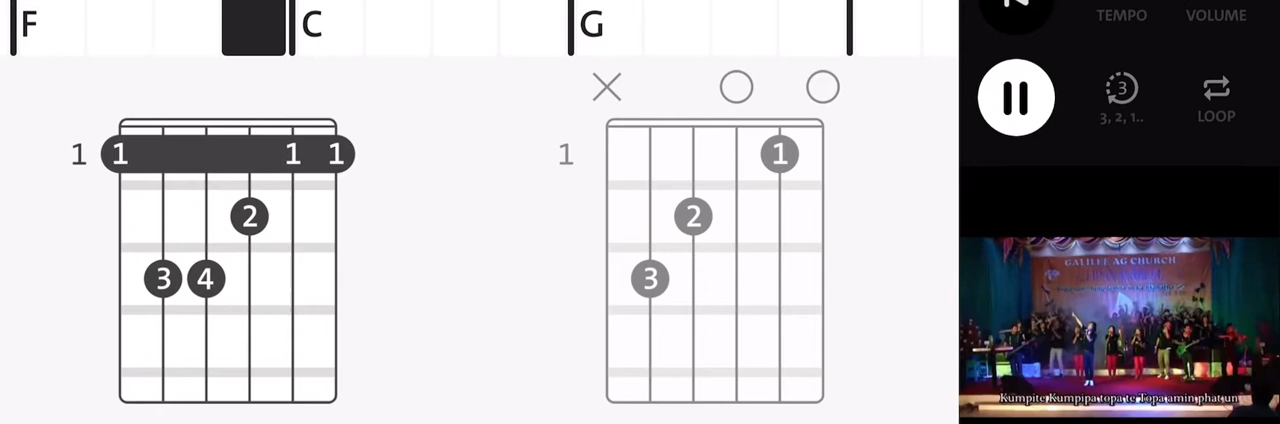 F C G
TEMPO VOLUME
3
3, 2, 1.. LOOP
1 1 1 1
2
3 4
1 1
2
3
GALILEE AG CHURCH
Kumpite Kumpipa topa te Topa amin phat un